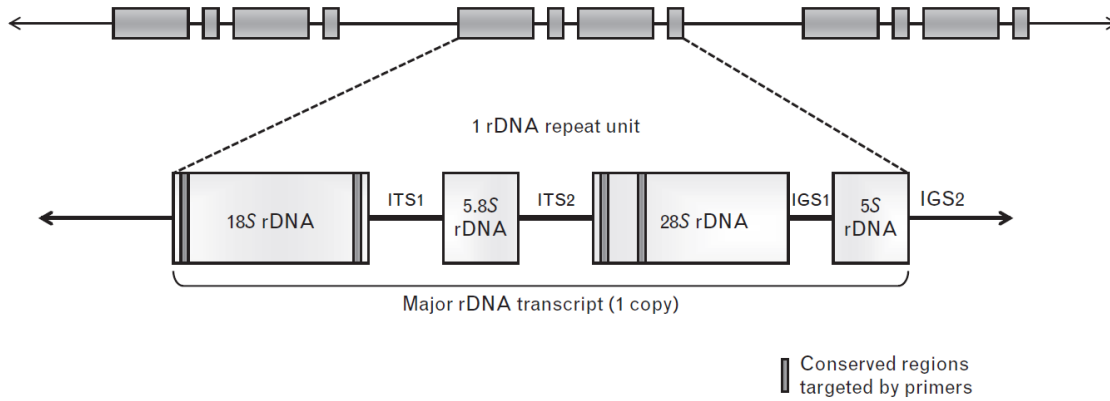 1 rDNA repeat unit
18S rDNA
ITS1
5.8S
rDNA
ITS2
28S rDNA
IGS1
5S
rDNA
IGS2
Major rDNA transcript (1 copy)
Conserved regions
targeted by primers